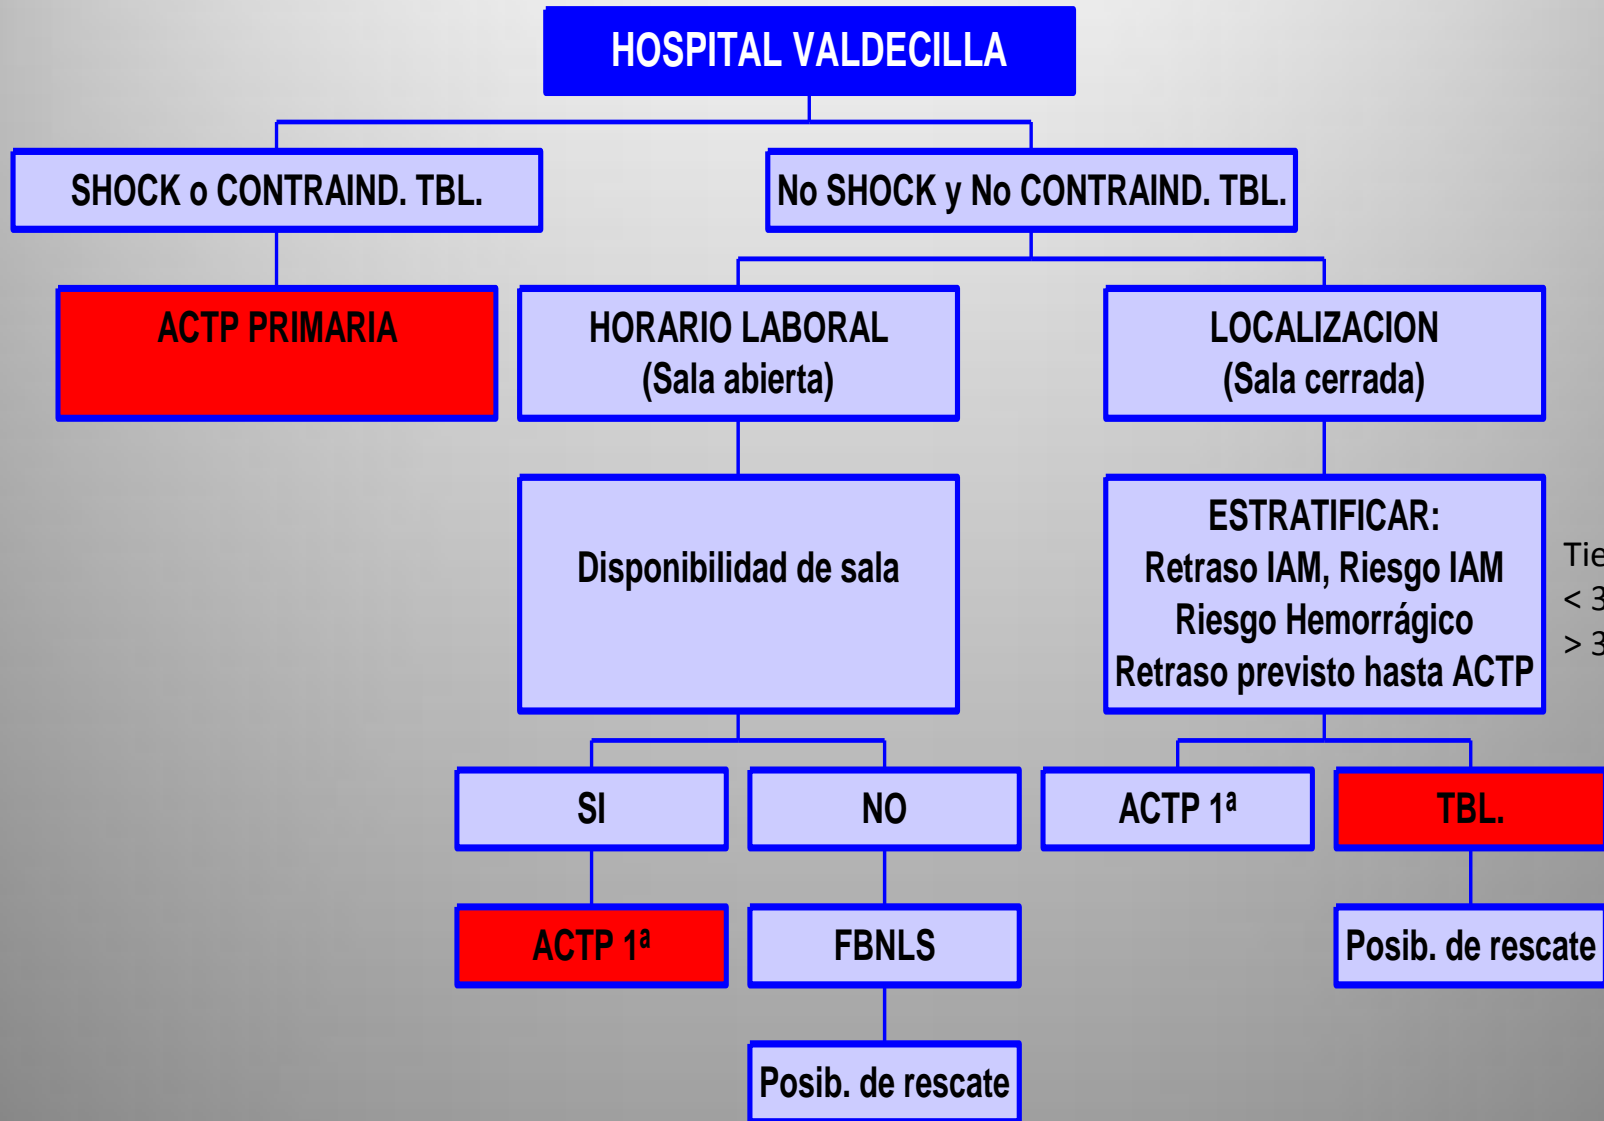 HOSPITAL VALDECILLA
SHOCK o CONTRAIND. TBL.
No SHOCK y No CONTRAIND. TBL.
ACTP PRIMARIA
HORARIO LABORAL
(Sala abierta)
LOCALIZACION
(Sala cerrada)
Disponibilidad de sala
ESTRATIFICAR:
Retraso IAM, Riesgo IAM
Riesgo Hemorrágico
Retraso previsto hasta ACTP
< 3
> 3
SI
NO
ACTP 1ª
TBL.
ACTP 1ª
FBNLS
Posib. de rescate
Posib. de rescate